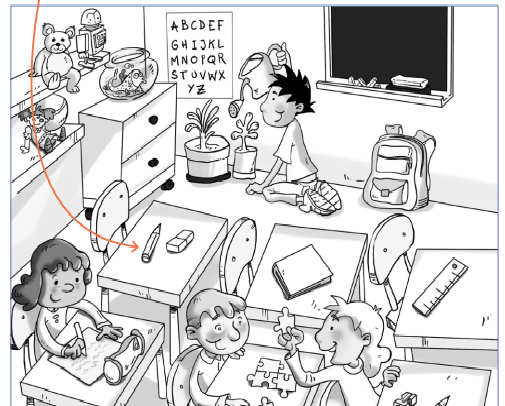 ABCDEF
GHIJKL
MNOPQR
STUVWX
YZ